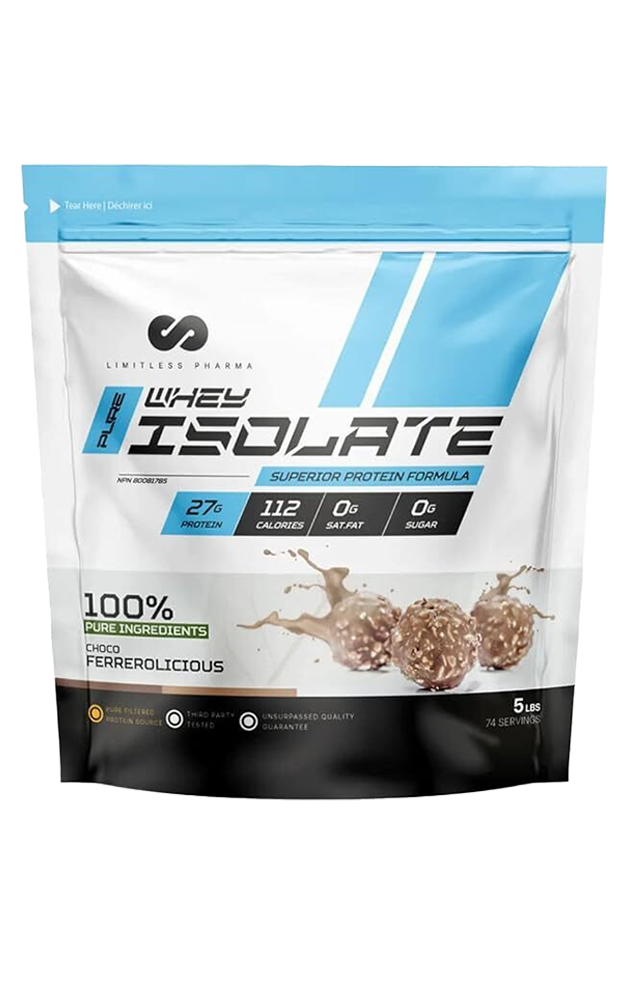 Tear Here | Déchirer ici
LIMITLESS PHARMA
PURE
WHEY
ISOLATE
SUPERIOR PROTEIN FORMULA
NPN 80081785
27G
PROTEIN
112
CALORIES
0G
SAT.FAT
0G
SUGAR
100%
PURE INGREDIENTS
CHOCO
FERREROLICIOUS
PURE FILTERED
PROTEIN SOURCE
THIRD PARTY
TESTED
UNSURPASSED QUALITY
GUARANTEE
5 LBS
74 SERVINGS